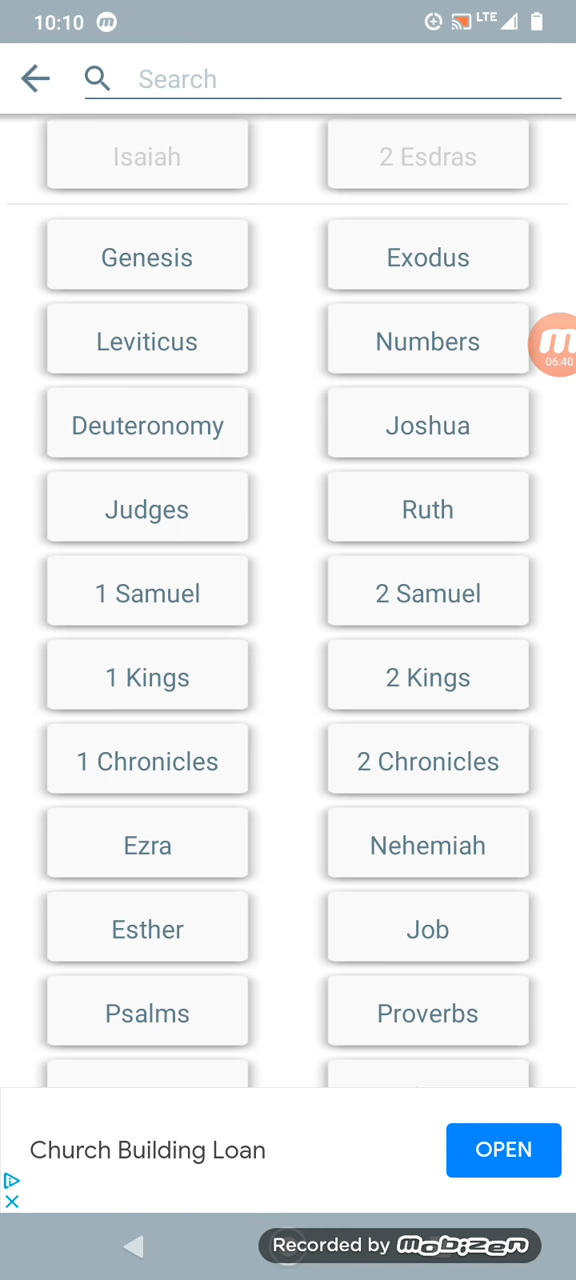 10:10 m LTE
Search
Isaiah 2 Esdras
Genesis Exodus
Leviticus Numbers
m
06:40
Deuteronomy Joshua
Judges Ruth
1 Samuel 2 Samuel
1 Kings 2 Kings
1 Chronicles 2 Chronicles
Ezra Nehemiah
Esther Job
Psalms Proverbs
Church Building Loan OPEN
Recorded by mobizen